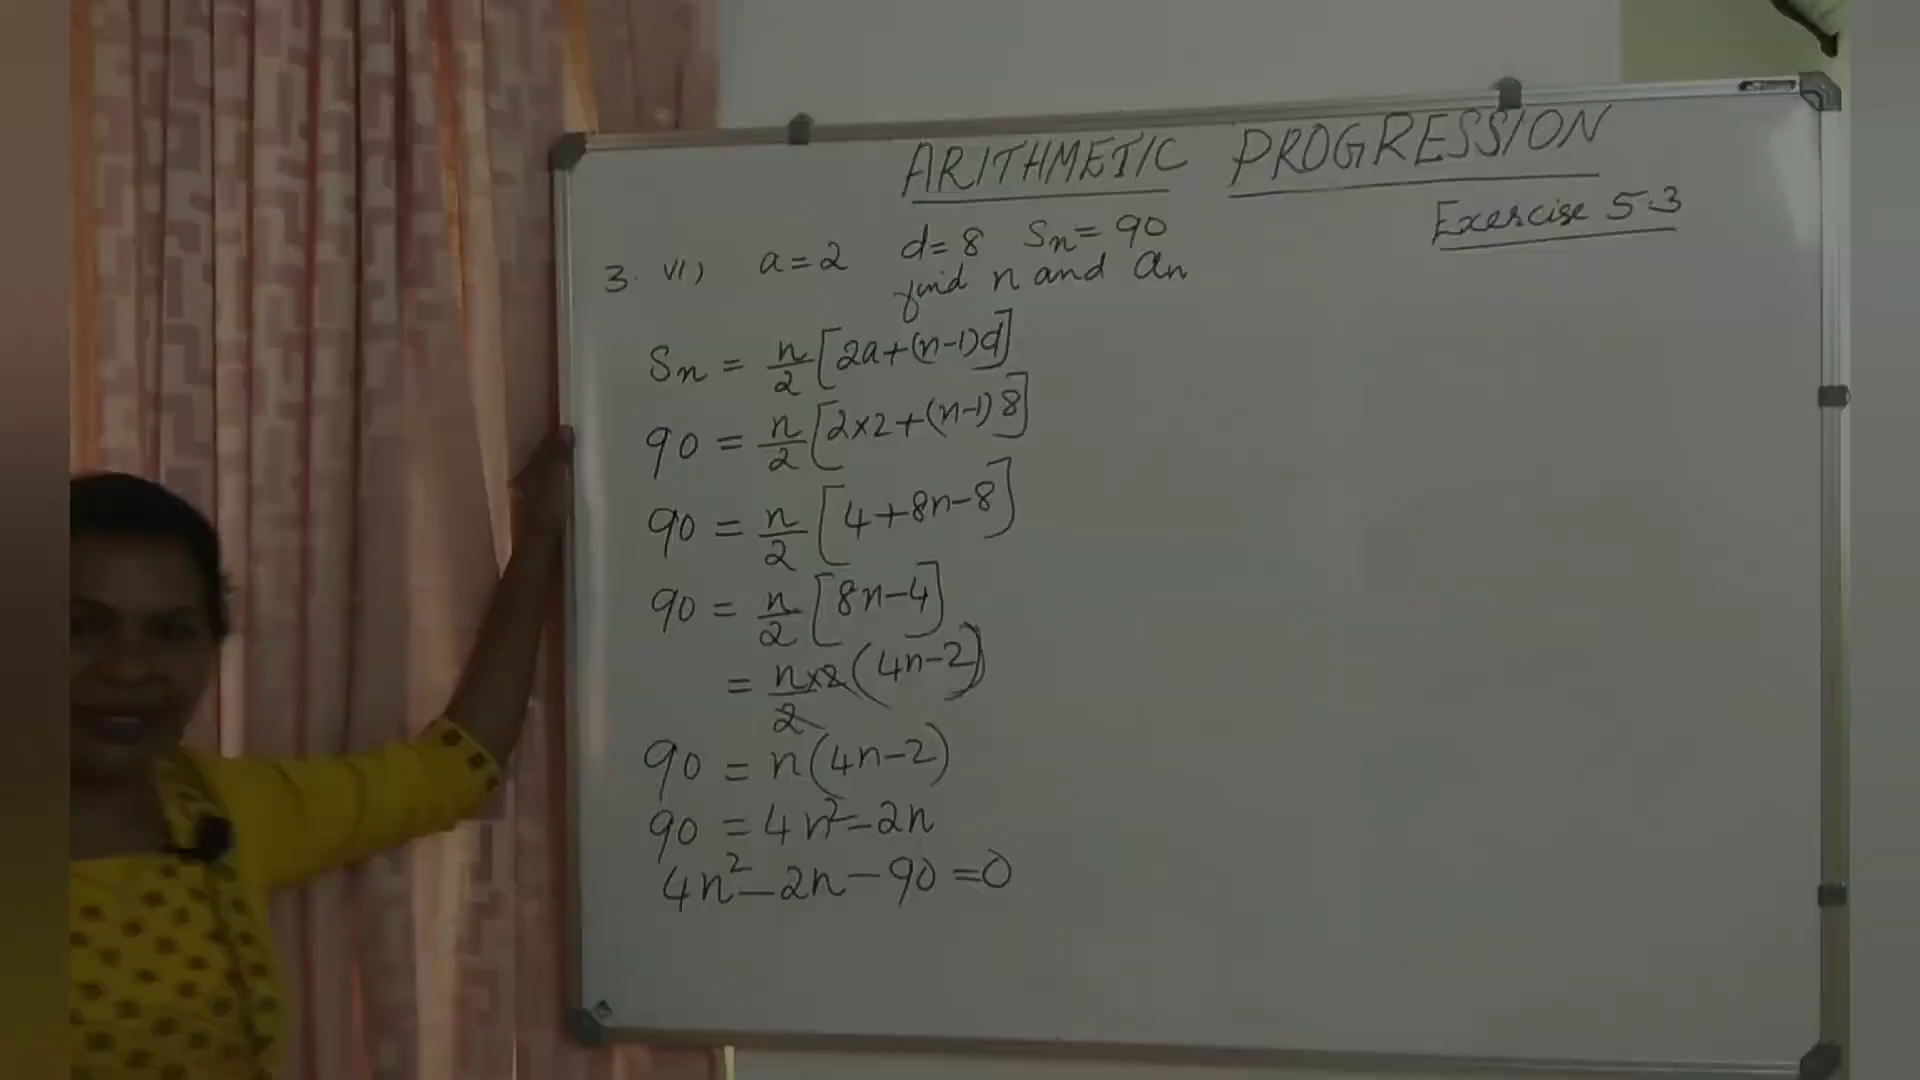 ARITHMETIC PROGRESSION
Exercise 5.3
3. vi) a=2 d=8 Sn=90
find n and an
Sn = n/2 [2a+(n-1)d]
90 = n/2 [2×2+(n-1)8]
90 = n/2 [4+8n-8]
90 = n/2 [8n-4]
= n×2/2 (4n-2)
90 = n(4n-2)
90 = 4n²-2n
4n²-2n-90=0